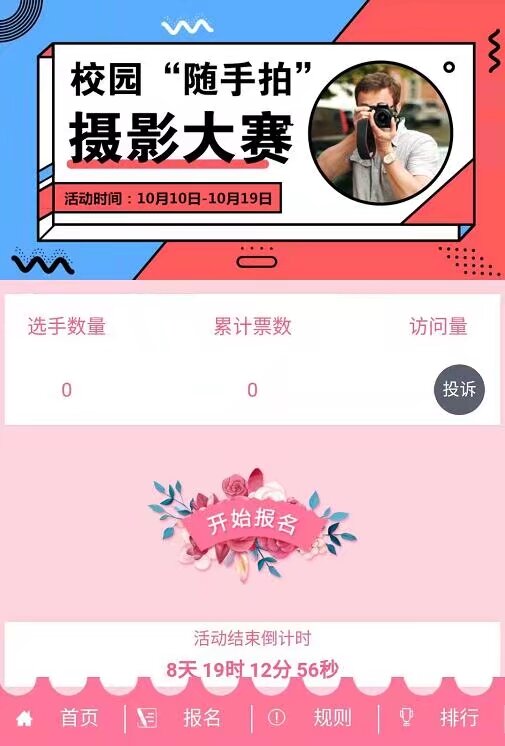 校园“随手拍”
摄影大赛
活动时间：10月10日-10月19日
选手数量 累计票数 访问量
0 0 投诉
开始报名
活动结束倒计时
8天 19时 12分 56秒
首页 报名 规则 排行